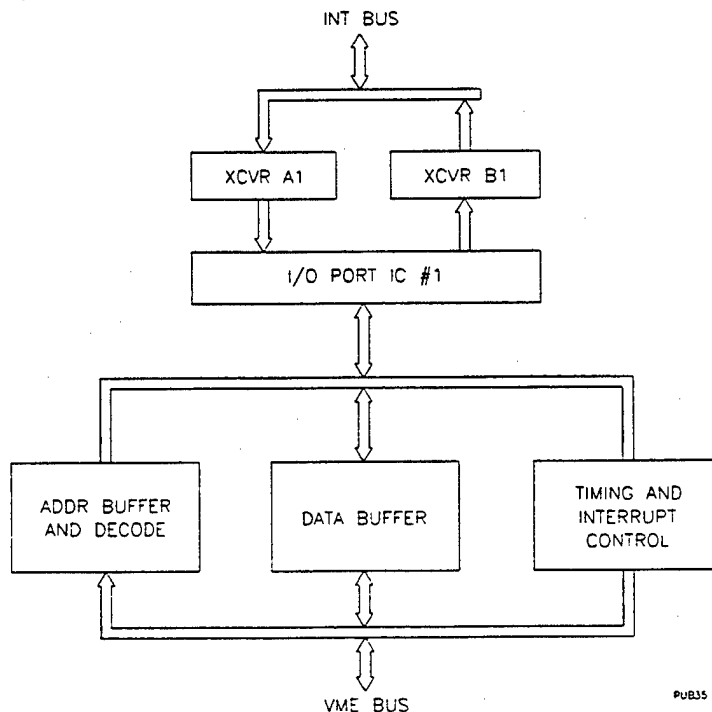 INT BUS
XCVR A1
XCVR B1
I/O PORT IC #1
ADDR BUFFER
AND DECODE
DATA BUFFER
TIMING AND
INTERRUPT
CONTROL
VME BUS
PUB35